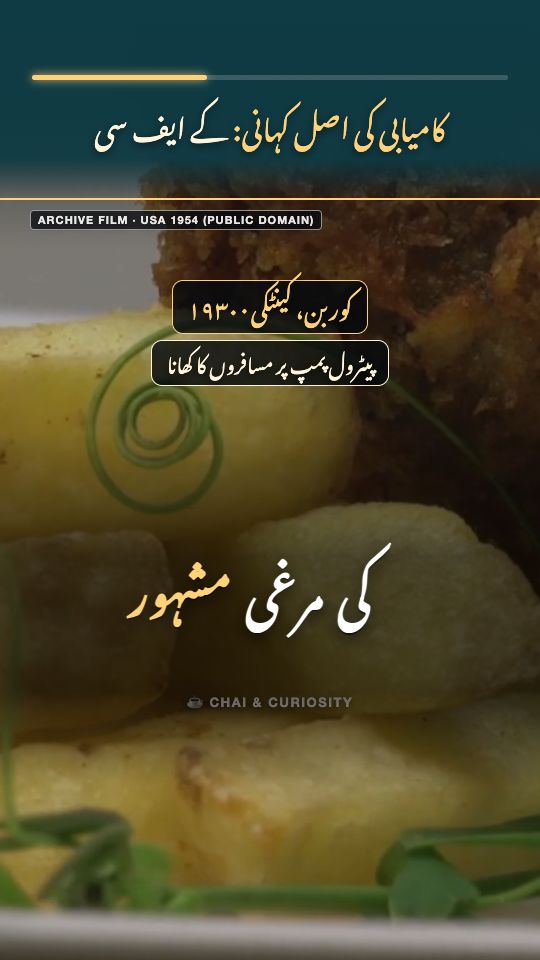 کامیابی کی اصل کہانی: کے ایف سی
ARCHIVE FILM · USA 1954 (PUBLIC DOMAIN)
کوربن، کینٹکی ۱۹۳۰۰
پیٹرول پمپ پر مسافروں کا کھانا
کی مرغی مشہور
CHAI & CURIOSITY